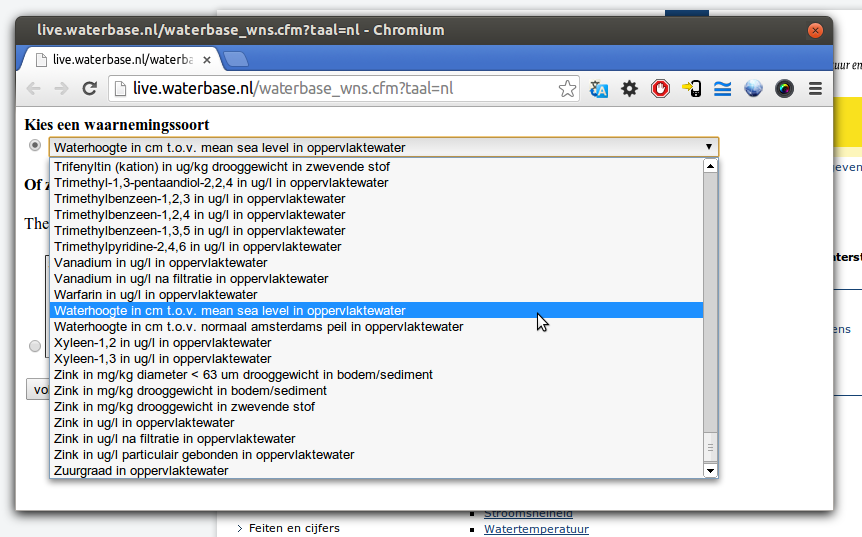 live.waterbase.nl/waterbase_wns.cfm?taal=nl - Chromium
live.waterbase.nl/waterba
live.waterbase.nl/waterbase_wns.cfm?taal=nl
uur en
Kies een waarnemingssoort
Waterhoogte in cm t.o.v. mean sea level in oppervlaktewater
Trifenyltin (kation) in ug/kg drooggewicht in zwevende stof
Trimethyl-1,3-pentaandiol-2,2,4 in ug/l in oppervlaktewater
Trimethylbenzeen-1,2,3 in ug/l in oppervlaktewater
Trimethylbenzeen-1,2,4 in ug/l in oppervlaktewater
Trimethylbenzeen-1,3,5 in ug/l in oppervlaktewater
Trimethylpyridine-2,4,6 in ug/l in oppervlaktewater
Vanadium in ug/l in oppervlaktewater
Vanadium in ug/l na filtratie in oppervlaktewater
Warfarin in ug/l in oppervlaktewater
Waterhoogte in cm t.o.v. mean sea level in oppervlaktewater
Waterhoogte in cm t.o.v. normaal amsterdams peil in oppervlaktewater
Xyleen-1,2 in ug/l in oppervlaktewater
Xyleen-1,3 in ug/l in oppervlaktewater
Zink in mg/kg diameter < 63 um drooggewicht in bodem/sediment
Zink in mg/kg drooggewicht in bodem/sediment
Zink in mg/kg drooggewicht in zwevende stof
Zink in ug/l in oppervlaktewater
Zink in ug/l na filtratie in oppervlaktewater
Zink in ug/l particulair gebonden in oppervlaktewater
Zuurgraad in oppervlaktewater
Of z
The
vo
even
terst
ens
Stroomsnelheid
Feiten en cijfers
Watertemperatuur